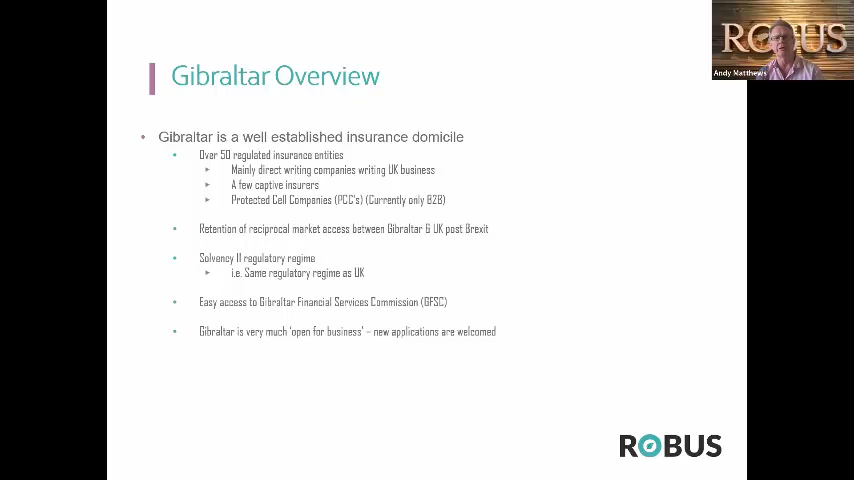 Gibraltar Overview
Gibraltar is a well established insurance domicile
Over 50 regulated insurance entities
Mainly direct writing companies writing UK business
A few captive insurers
Protected Cell Companies (PCC's) (Currently only B2B)
Retention of reciprocal market access between Gibraltar & UK post Brexit
Solvency II regulatory regime
i.e. Same regulatory regime as UK
Easy access to Gibraltar Financial Services Commission (GFSC)
Gibraltar is very much 'open for business' – new applications are welcomed
ROBUS
ROBUS
Andy Matthews